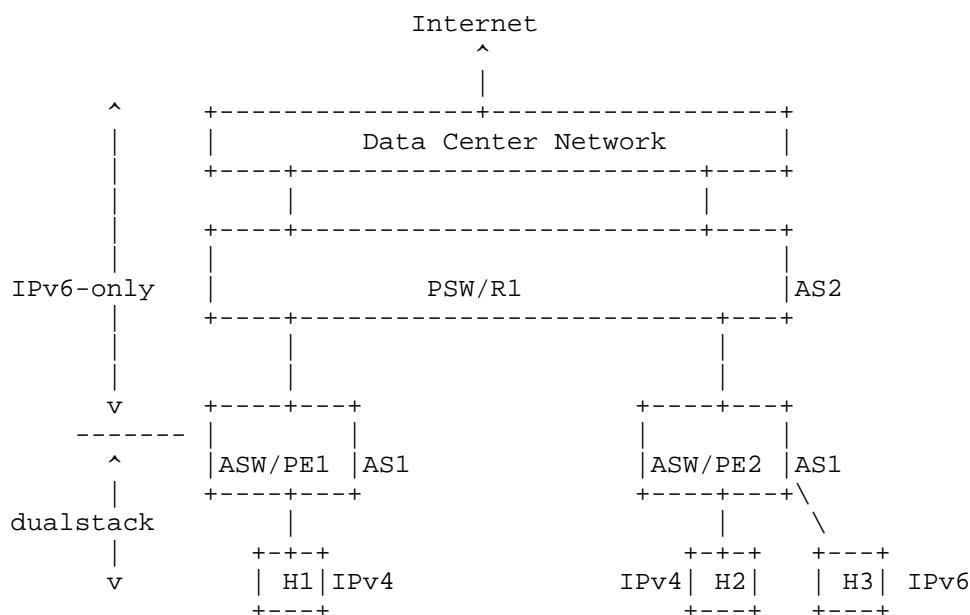 Internet
Data Center Network
IPv6-only PSW/R1 AS2
ASW/PE1 AS1 ASW/PE2 AS1
dualstack
H1 IPv4 IPv4 H2 H3 IPv6